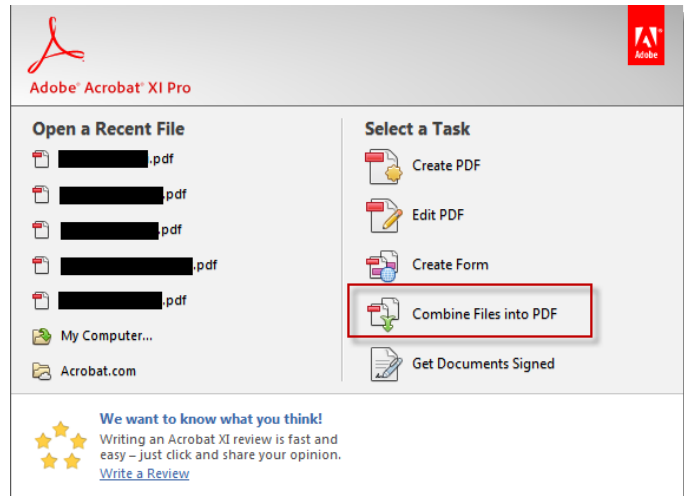 Adobe® Acrobat® XI Pro
Adobe
Open a Recent File
.pdf
.pdf
.pdf
.pdf
.pdf
My Computer...
Acrobat.com
Select a Task
Create PDF
Edit PDF
Create Form
Combine Files into PDF
Get Documents Signed
We want to know what you think!
Writing an Acrobat XI review is fast and
easy – just click and share your opinion.
Write a Review